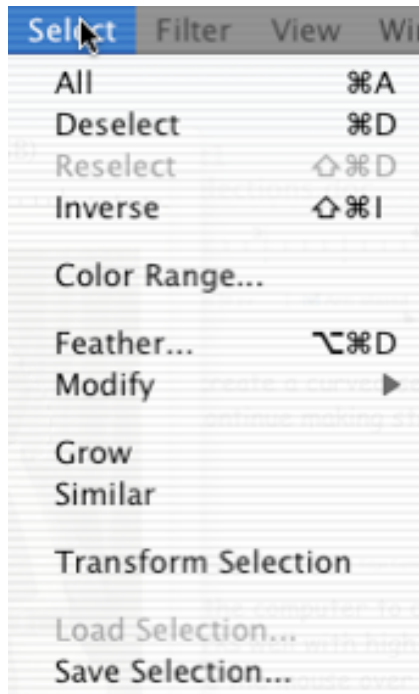 Select Filter View Wi
All ⌘A
Deselect ⌘D
Reselect ⇧⌘D
Inverse ⇧⌘I
Color Range...
Feather... ⌥⌘D
Modify ▶
Grow
Similar
Transform Selection
Load Selection...
Save Selection...